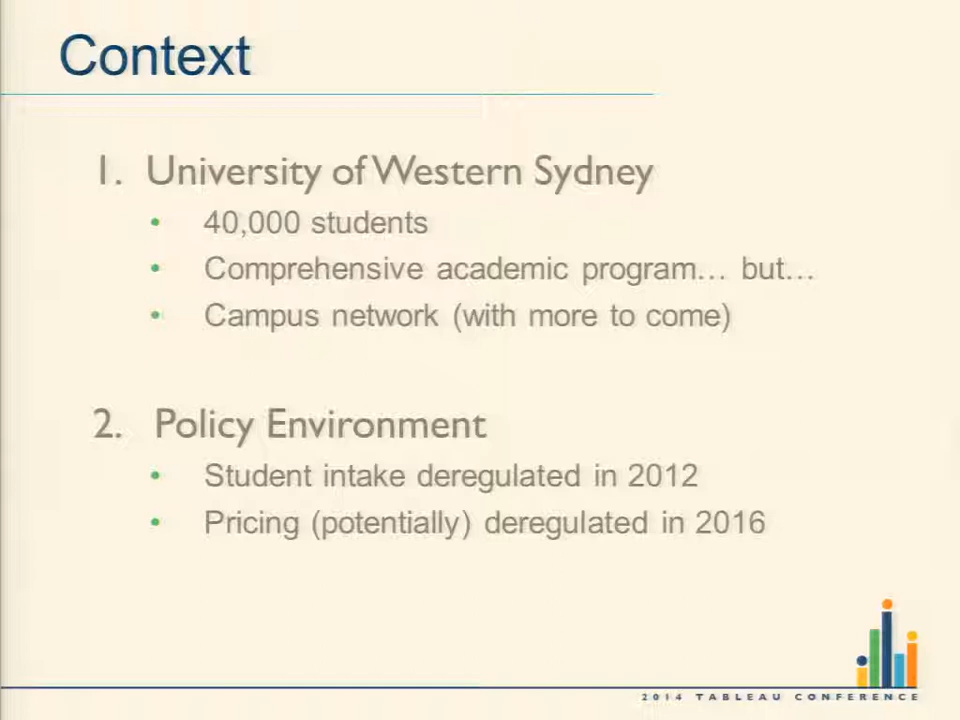 Context
1. University of Western Sydney
• 40,000 students
• Comprehensive academic program… but…
• Campus network (with more to come)
2. Policy Environment
• Student intake deregulated in 2012
• Pricing (potentially) deregulated in 2016
2014 TABLEAU CONFERENCE